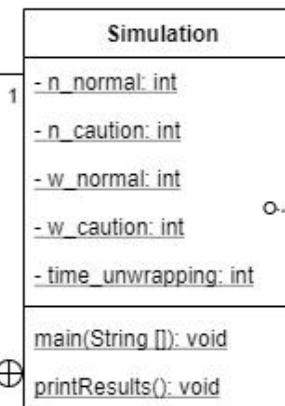 Simulation
1
- n_normal: int
- n_caution: int
- w_normal: int
- w_caution: int
- time_unwrapping: int
main(String []): void
printResults(): void